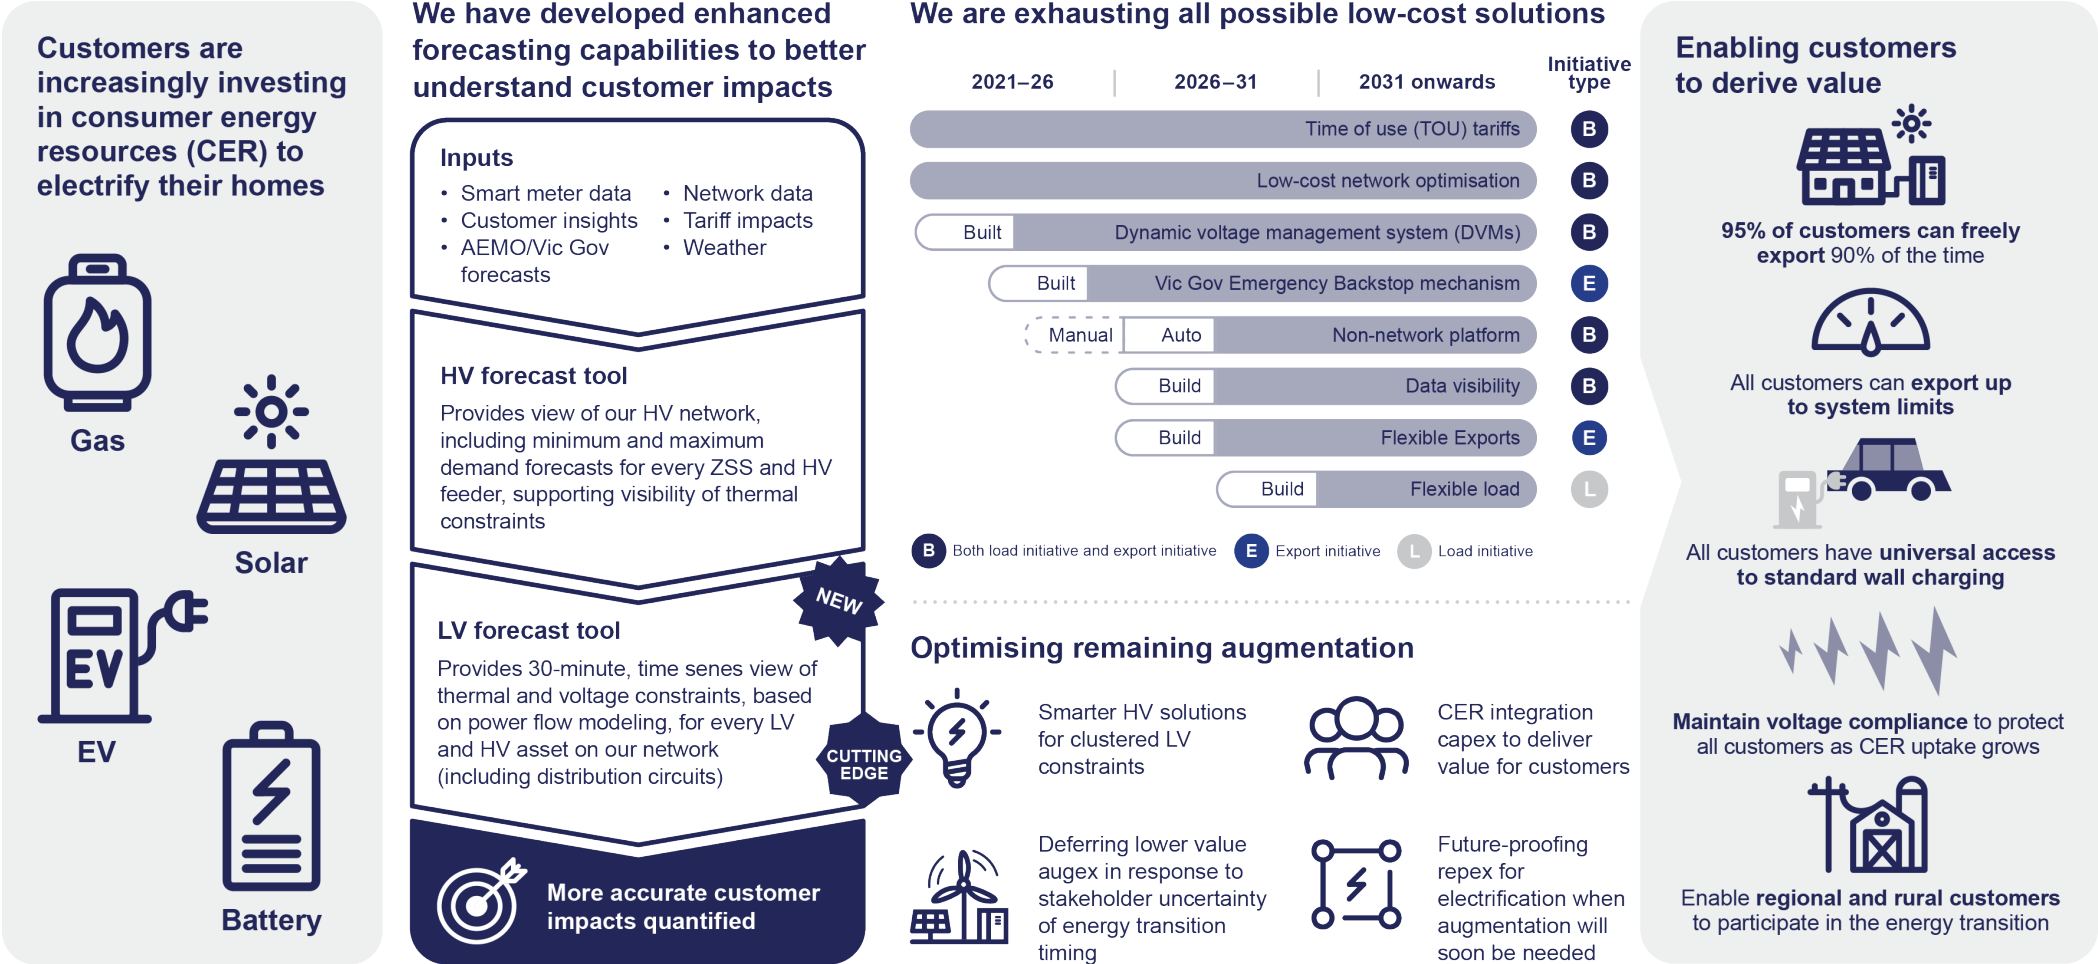 Customers are
increasingly investing
in consumer energy
resources (CER) to
electrify their homes
Gas
Solar
EV
EV
Battery
We have developed enhanced
forecasting capabilities to better
understand customer impacts
Inputs
• Smart meter data
• Customer insights
• AEMO/Vic Gov
forecasts
• Network data
• Tariff impacts
• Weather
HV forecast tool
Provides view of our HV network,
including minimum and maximum
demand forecasts for every ZSS and HV
feeder, supporting visibility of thermal
constraints
NEW
LV forecast tool
Provides 30-minute, time senes view of
thermal and voltage constraints, based
on power flow modeling, for every LV
and HV asset on our network
(including distribution circuits)
CUTTING
EDGE
More accurate customer
impacts quantified
We are exhausting all possible low-cost solutions
2021–26
2026–31
2031 onwards
Initiative
type
Time of use (TOU) tariffs B
Low-cost network optimisation B
Built Dynamic voltage management system (DVMs) B
Built Vic Gov Emergency Backstop mechanism E
Manual Auto Non-network platform B
Build Data visibility B
Build Flexible Exports E
Build Flexible load L
B Both load initiative and export initiative E Export initiative L Load initiative
Optimising remaining augmentation
Smarter HV solutions
for clustered LV
constraints
CER integration
capex to deliver
value for customers
Deferring lower value
augex in response to
stakeholder uncertainty
of energy transition
timing
Future-proofing
repex for
electrification when
augmentation will
soon be needed
Enabling customers
to derive value
95% of customers can freely
export 90% of the time
All customers can export up
to system limits
All customers have universal access
to standard wall charging
Maintain voltage compliance to protect
all customers as CER uptake grows
Enable regional and rural customers
to participate in the energy transition